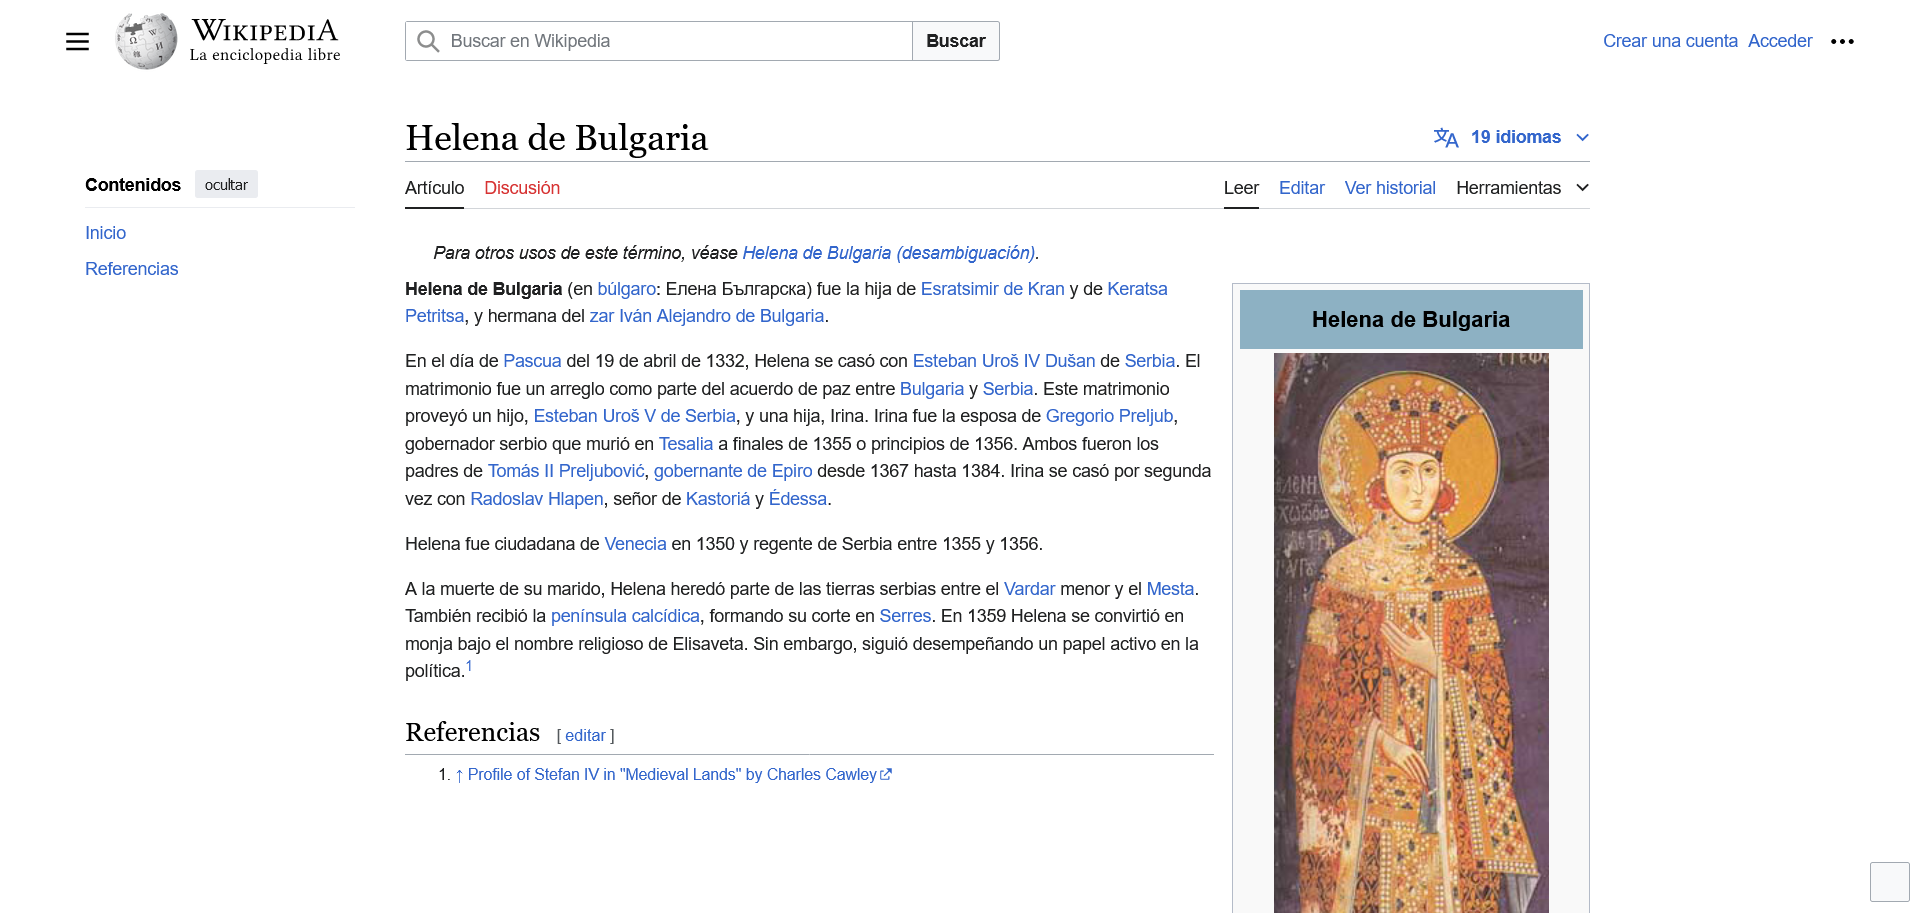 WIKIPEDIA
La enciclopedia libre
Buscar en Wikipedia
Buscar
Crear una cuenta Acceder
Helena de Bulgaria
19 idiomas
Contenidos ocultar
Inicio
Referencias
Artículo Discusión
Leer Editar Ver historial Herramientas
Para otros usos de este término, véase Helena de Bulgaria (desambiguación).
Helena de Bulgaria (en búlgaro: Елена Българска) fue la hija de Esratsimir de Kran y de Keratsa
Petritsa, y hermana del zar Iván Alejandro de Bulgaria.
En el día de Pascua del 19 de abril de 1332, Helena se casó con Esteban Uroš IV Dušan de Serbia. El
matrimonio fue un arreglo como parte del acuerdo de paz entre Bulgaria y Serbia. Este matrimonio
proveyó un hijo, Esteban Uroš V de Serbia, y una hija, Irina. Irina fue la esposa de Gregorio Preljub,
gobernador serbio que murió en Tesalia a finales de 1355 o principios de 1356. Ambos fueron los
padres de Tomás II Preljubović, gobernante de Epiro desde 1367 hasta 1384. Irina se casó por segunda
vez con Radoslav Hlapen, señor de Kastoriá y Édessa.
Helena fue ciudadana de Venecia en 1350 y regente de Serbia entre 1355 y 1356.
A la muerte de su marido, Helena heredó parte de las tierras serbias entre el Vardar menor y el Mesta.
También recibió la península calcídica, formando su corte en Serres. En 1359 Helena se convirtió en
monja bajo el nombre religioso de Elisaveta. Sin embargo, siguió desempeñando un papel activo en la
política.1
Referencias [ editar ]
1. ↑ Profile of Stefan IV in "Medieval Lands" by Charles Cawley
Helena de Bulgaria